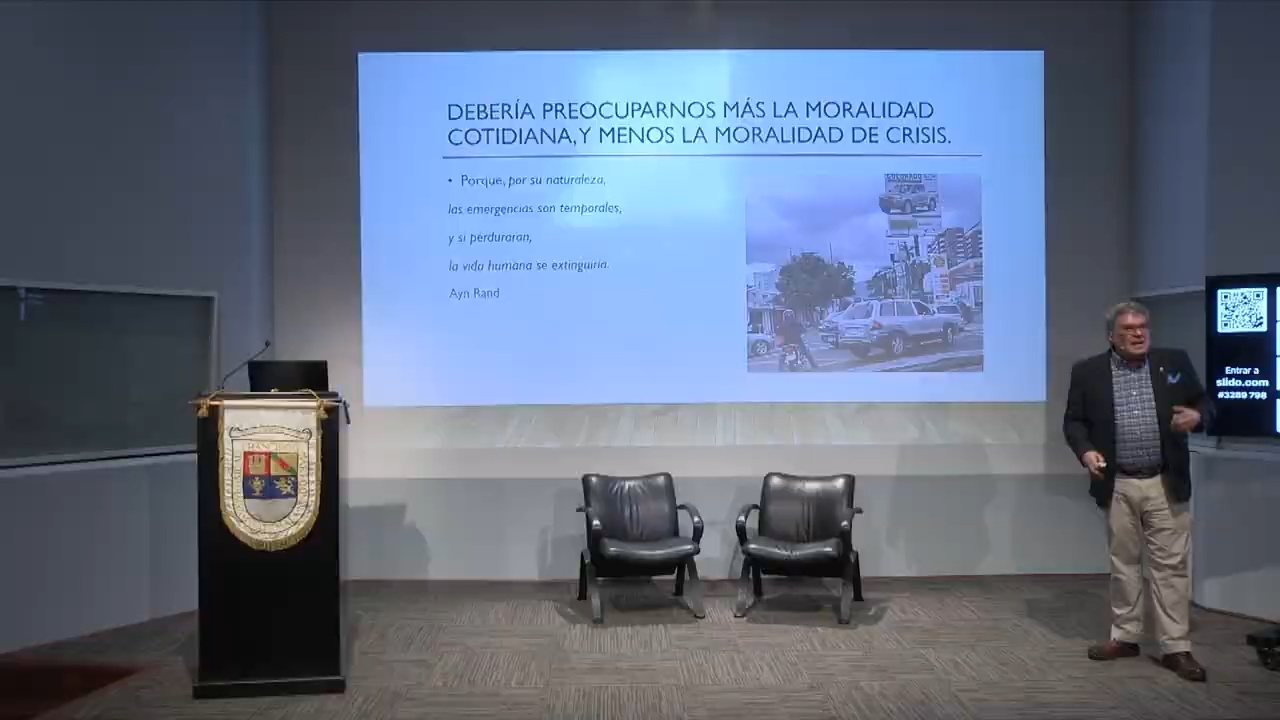 DEBERÍA PREOCUPARNOS MÁS LA MORALIDAD
COTIDIANA, Y MENOS LA MORALIDAD DE CRISIS.
• Porque, por su naturaleza,
las emergencias son temporales,
y si perduraran,
la vida humana se extinguiría.
Ayn Rand
Entrar a
slido.com
#3289 798